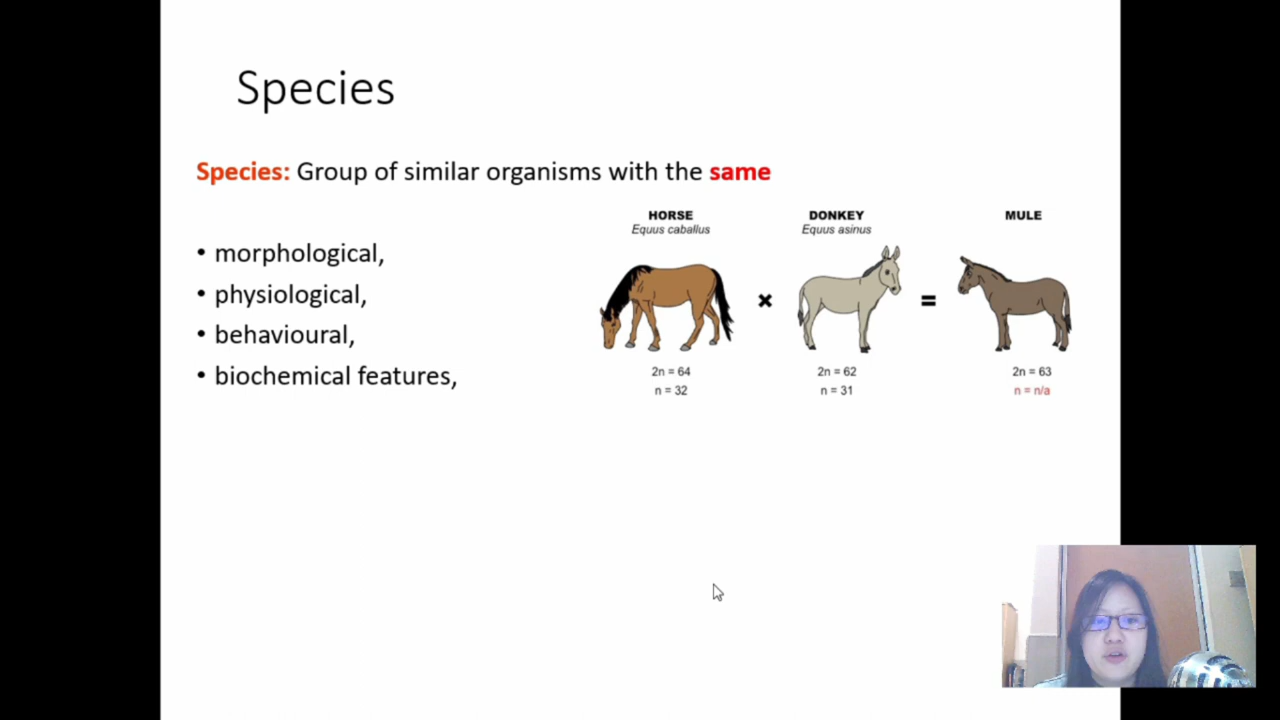 Species
Species: Group of similar organisms with the same
• morphological,
• physiological,
• behavioural,
• biochemical features,
HORSE
Equus caballus
2n = 64
n = 32
×
DONKEY
Equus asinus
2n = 62
n = 31
=
MULE
2n = 63
n = n/a